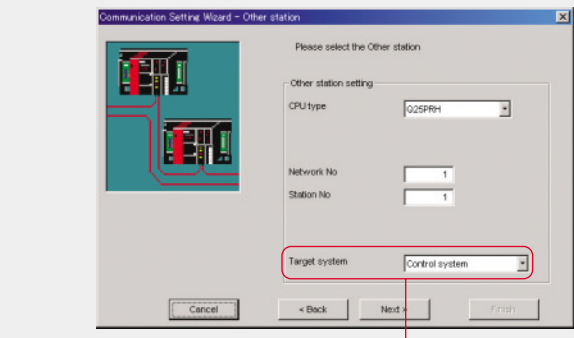 Communication Setting Wizard - Other station
Please select the Other station
Other station setting
CPU type
Q25PRH
Network No
1
Station No
1
Target system
Control system
Cancel
< Back
Next >
Finish